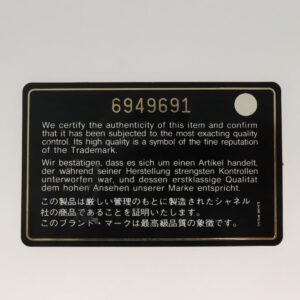 6949691
We certify the authenticity of this item and confirm
that it has been subjected to the most exacting quality
control. Its high quality is a symbol of the fine reputation
of the Trademark.
Wir bestätigen, dass es sich um einen Artikel handelt,
der während seiner Herstellung strengsten Kontrollen
unterworfen war, und dessen erstklassige Qualität
dem hohen Ansehen unserer Marke entspricht.
この製品は厳しい管理のもとに製造されたシャネル
社の商品であることを証明いたします。
このブランド・マークは最高級品質の象徴です。